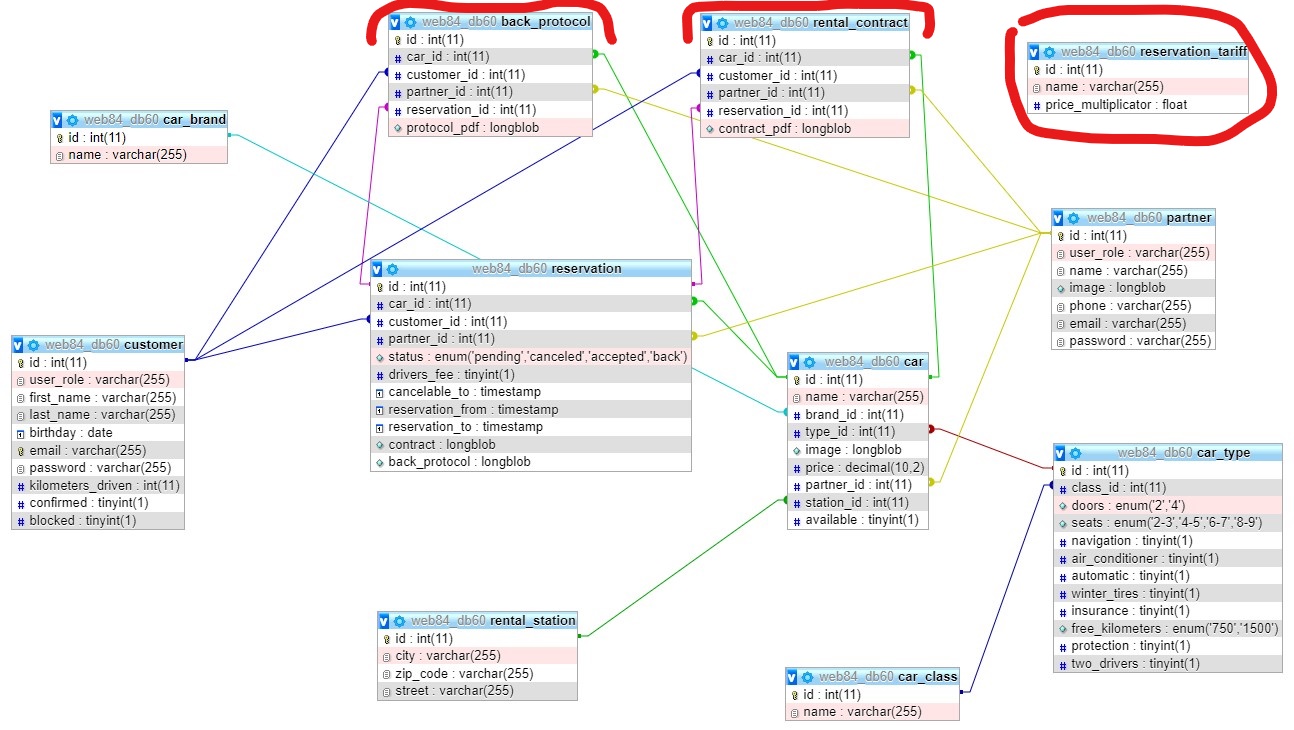 web84_db60 back_protocol
id : int(11)
car_id : int(11)
customer_id : int(11)
partner_id : int(11)
reservation_id : int(11)
protocol_pdf : longblob
web84_db60 rental_contract
id : int(11)
car_id : int(11)
customer_id : int(11)
partner_id : int(11)
reservation_id : int(11)
contract_pdf : longblob
web84_db60 reservation_tariff
id : int(11)
name : varchar(255)
price_multiplicator : float
web84_db60 car_brand
id : int(11)
name : varchar(255)
web84_db60 partner
id : int(11)
user_role : varchar(255)
name : varchar(255)
image : longblob
phone : varchar(255)
email : varchar(255)
password : varchar(255)
web84_db60 reservation
id : int(11)
car_id : int(11)
customer_id : int(11)
partner_id : int(11)
status : enum('pending','canceled','accepted','back')
drivers_fee : tinyint(1)
cancelable_to : timestamp
reservation_from : timestamp
reservation_to : timestamp
contract : longblob
back_protocol : longblob
web84_db60 customer
id : int(11)
user_role : varchar(255)
first_name : varchar(255)
last_name : varchar(255)
birthday : date
email : varchar(255)
password : varchar(255)
kilometers_driven : int(11)
confirmed : tinyint(1)
blocked : tinyint(1)
web84_db60 car
id : int(11)
name : varchar(255)
brand_id : int(11)
type_id : int(11)
image : longblob
price : decimal(10,2)
partner_id : int(11)
station_id : int(11)
available : tinyint(1)
web84_db60 car_type
id : int(11)
class_id : int(11)
doors : enum('2','4')
seats : enum('2-3','4-5','6-7','8-9')
navigation : tinyint(1)
air_conditioner : tinyint(1)
automatic : tinyint(1)
winter_tires : tinyint(1)
insurance : tinyint(1)
free_kilometers : enum('750','1500')
protection : tinyint(1)
two_drivers : tinyint(1)
web84_db60 rental_station
id : int(11)
city : varchar(255)
zip_code : varchar(255)
street : varchar(255)
web84_db60 car_class
id : int(11)
name : varchar(255)